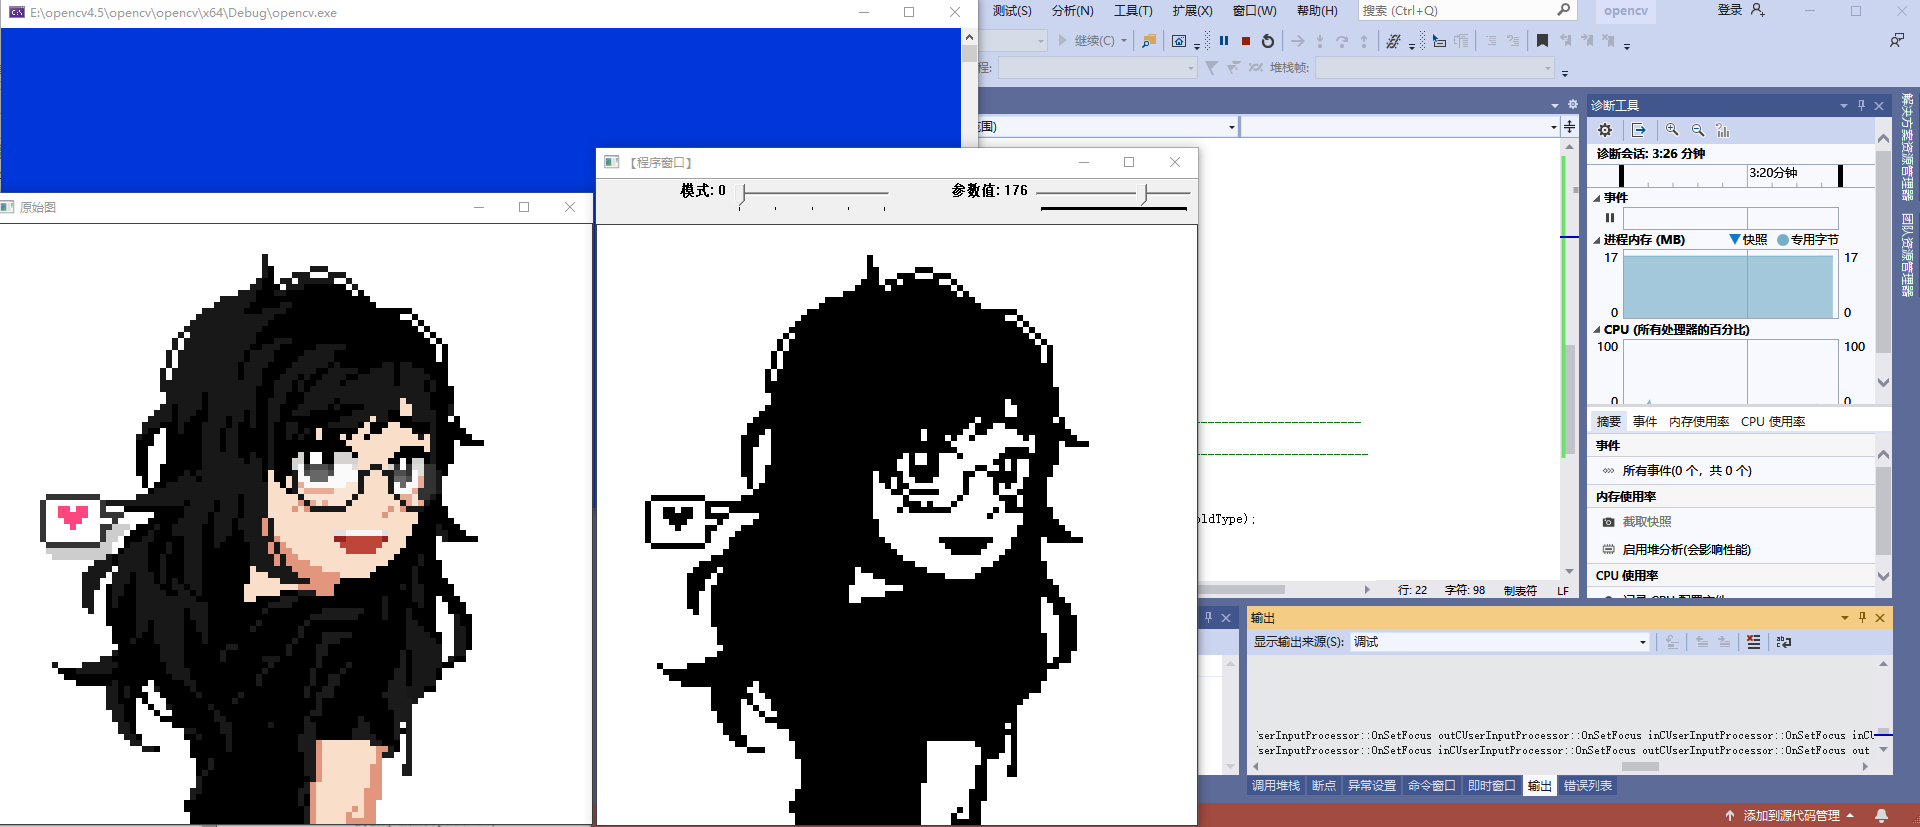 E:\opencv4.5\opencv\opencv\x64\Debug\opencv.exe
测试(S) 分析(N) 工具(T) 扩展(X) 窗口(W) 帮助(H) 搜索 (Ctrl+Q) opencv 登录
继续(C)
程: 堆栈帧:
范围)
诊断工具
诊断会话: 3:26 分钟
3:20分钟
事件
进程内存 (MB) 快照 专用字节
17 17
0 0
CPU (所有处理器的百分比)
100 100
0 0
摘要 事件 内存使用率 CPU 使用率
事件
所有事件(0 个，共 0 个)
内存使用率
截取快照
启用堆分析(会影响性能)
CPU 使用率
解决方案资源管理器
团队资源管理器
【程序窗口】
模式: 0 参数值: 176
原始图
oldType);
行: 22 字符: 98 制表符 LF
输出
显示输出来源(S): 调试
serInputProcessor::OnSetFocus outCUserInputProcessor::OnSetFocus inCUserInputProcessor::OnSetFocus inCU
serInputProcessor::OnSetFocus inCUserInputProcessor::OnSetFocus outCUserInputProcessor::OnSetFocus out
调用堆栈 断点 异常设置 命令窗口 即时窗口 输出 错误列表
添加到源代码管理